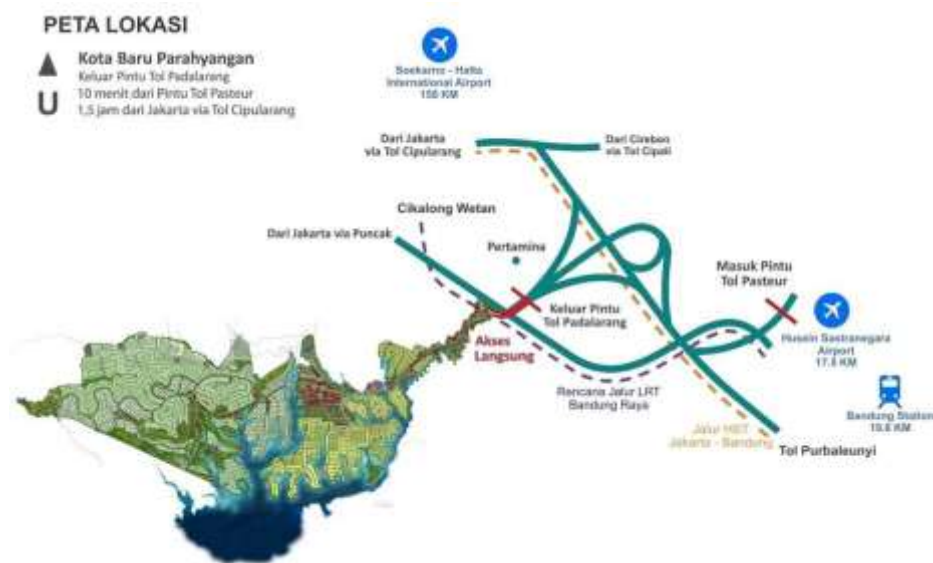 PETA LOKASI
Kota Baru Parahyangan
Keluar Pintu Tol Padalarang
10 menit dari Pintu Tol Pasteur
1,5 jam dari Jakarta via Tol Cipularang
U
Soekarno - Hatta
International Airport
150 KM
Dari Jakarta
via Tol Cipularang
Dari Cirebon
via Tol Cipali
Cikalong Wetan
Dari Jakarta via Puncak
Pertamina
Masuk Pintu
Tol Pasteur
Keluar Pintu
Tol Padalarang
Akses
Langsung
Husein Sastranegara
Airport
17.5 KM
Rencana Jalur LRT
Bandung Raya
Bandung Station
19.6 KM
Jalur HST
Jakarta - Bandung
Tol Purbaleunyi